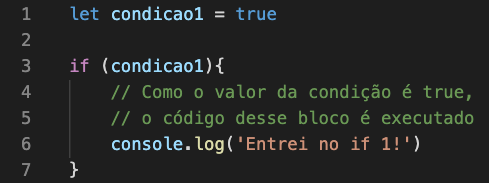 1 let condicao1 = true
2
3 if (condicao1){
4 // Como o valor da condição é true,
5 // o código desse bloco é executado
6 console.log('Entrei no if 1!')
7 }